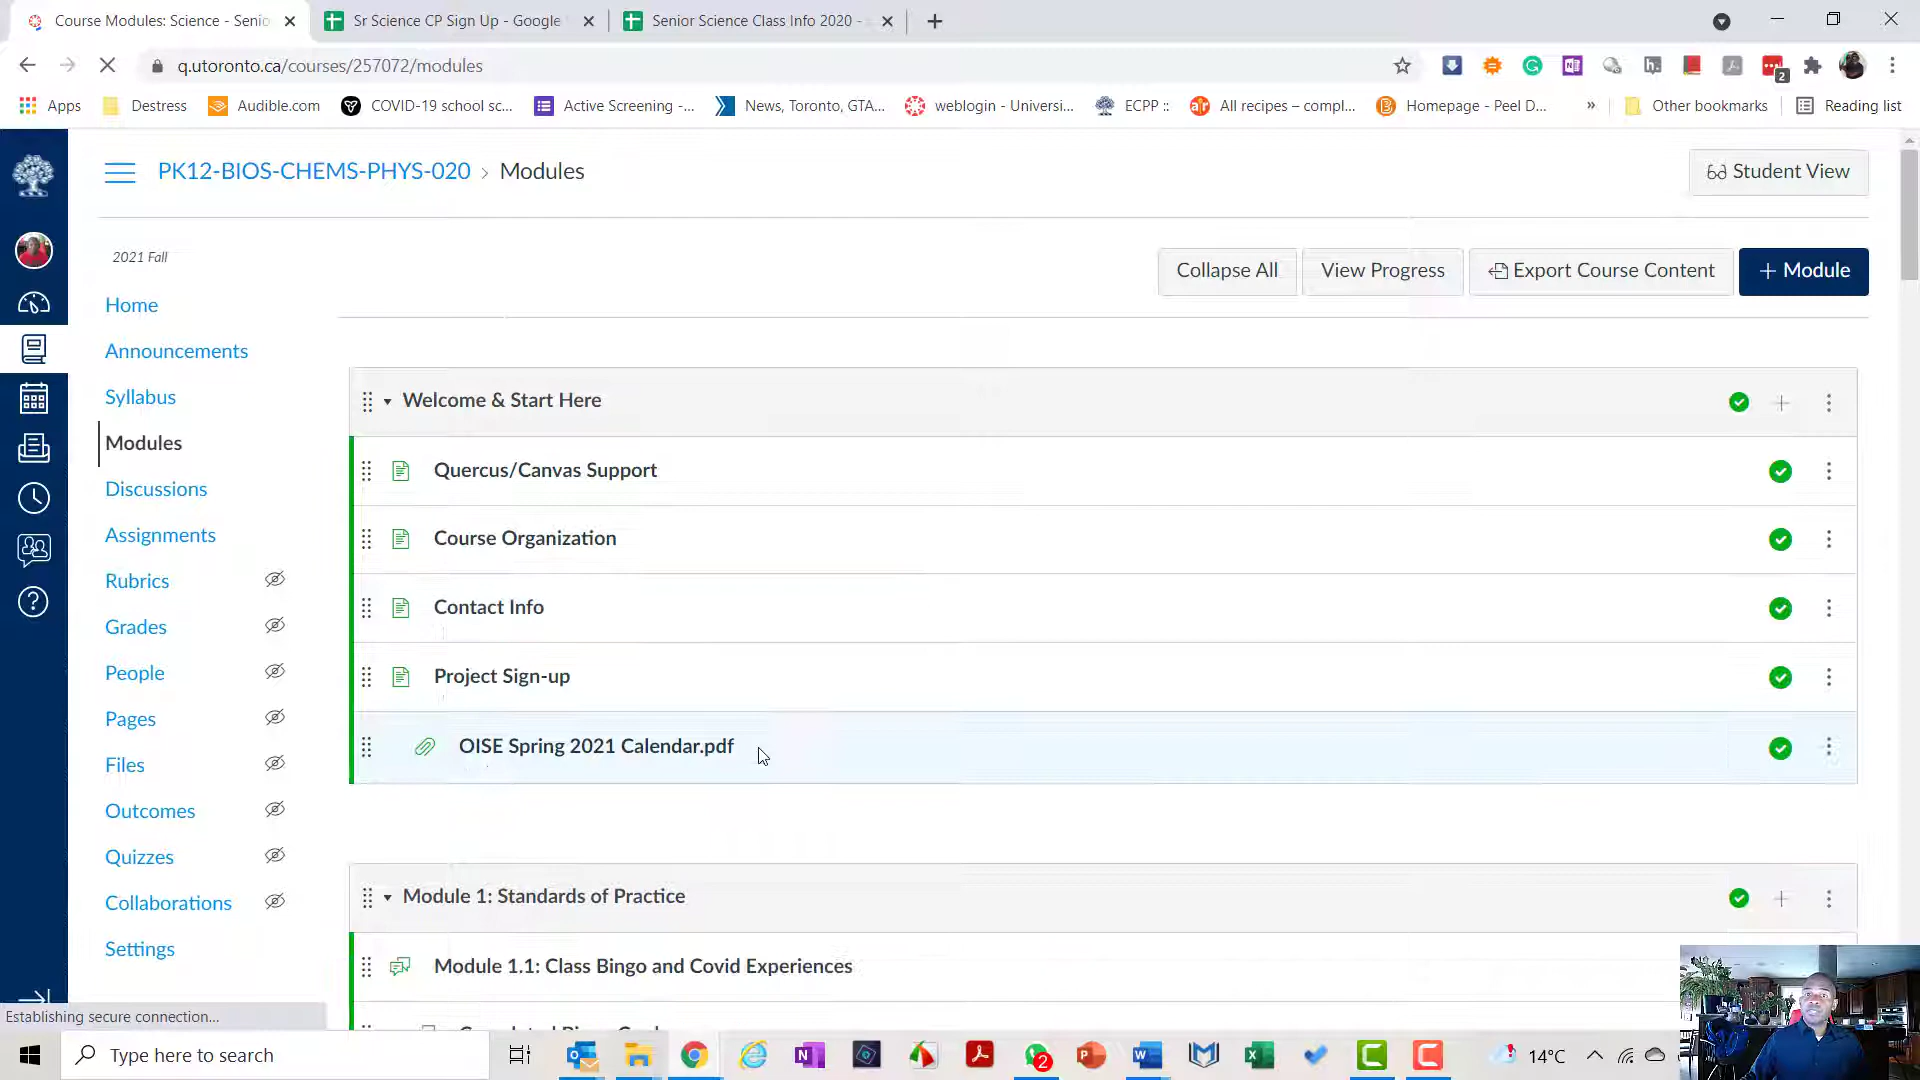 Course Modules: Science - Senio
Sr Science CP Sign Up - Google
Senior Science Class Info 2020 -
q.utoronto.ca/courses/257072/modules
2
Apps
Destress
Audible.com
COVID-19 school sc...
Active Screening -...
News, Toronto, GTA...
weblogin - Universi...
ECPP ::
All recipes – compl...
Homepage - Peel D...
»
Other bookmarks
Reading list
PK12-BIOS-CHEMS-PHYS-020 › Modules
Student View
2021 Fall
Collapse All
View Progress
Export Course Content
+ Module
Home
Announcements
Syllabus
Modules
Discussions
Assignments
Rubrics
Grades
People
Pages
Files
Outcomes
Quizzes
Collaborations
Settings
Welcome & Start Here
Quercus/Canvas Support
Course Organization
Contact Info
Project Sign-up
OISE Spring 2021 Calendar.pdf
Module 1: Standards of Practice
Module 1.1: Class Bingo and Covid Experiences
Establishing secure connection...
Type here to search
2
14°C